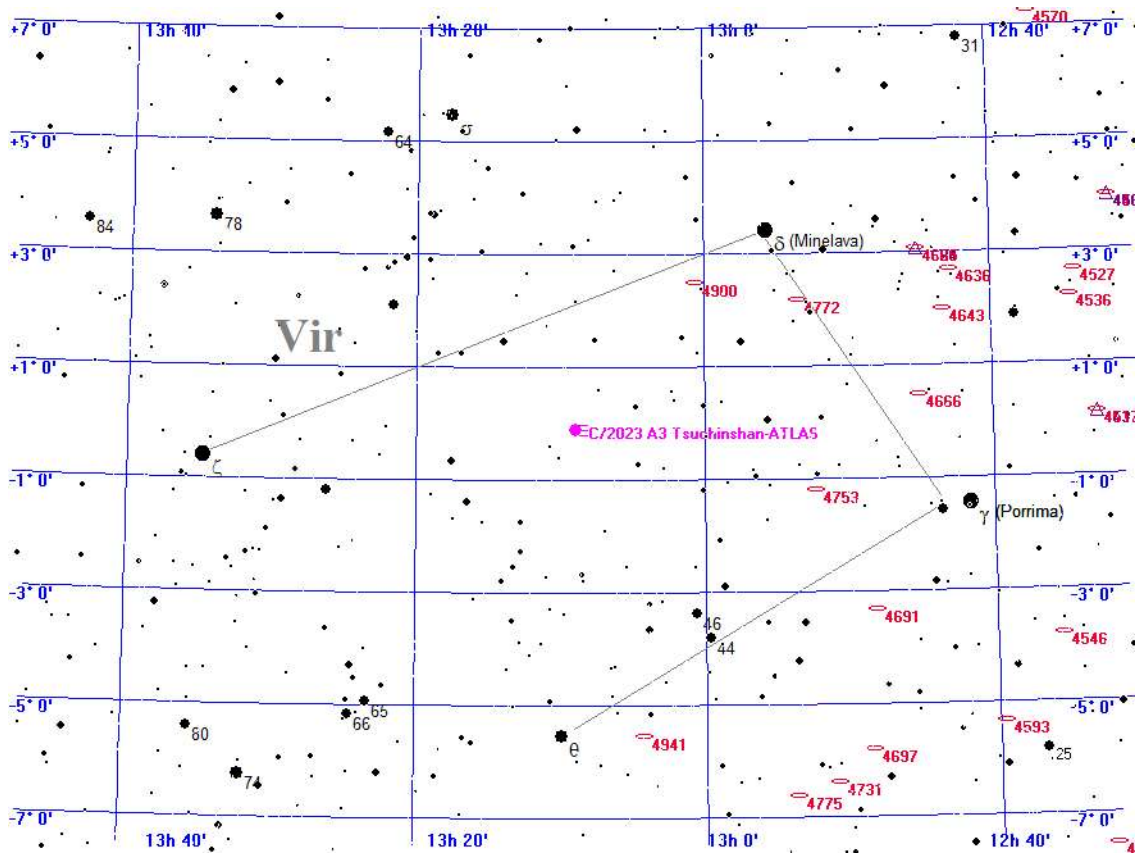 4570
+7° 0' 13h 40' 13h 20' 13h 0' 12h 40' +7° 0'
31
σ
64
+5° 0' +5° 0'
84 78
δ (Minelava)
+3° 0' +3° 0'
4636 4527
4900 4772 4536
4643
Vir
+1° 0' +1° 0'
4666
C/2023 A3 Tsuchinshan-ATLAS
ζ
-1° 0' -1° 0'
4753
γ (Porrima)
-3° 0' -3° 0'
46 4691
44 4546
-5° 0' -5° 0'
65
66
80 4593
θ 4941 4697 25
74
4731
4775
-7° 0' -7° 0'
13h 40' 13h 20' 13h 0' 12h 40'